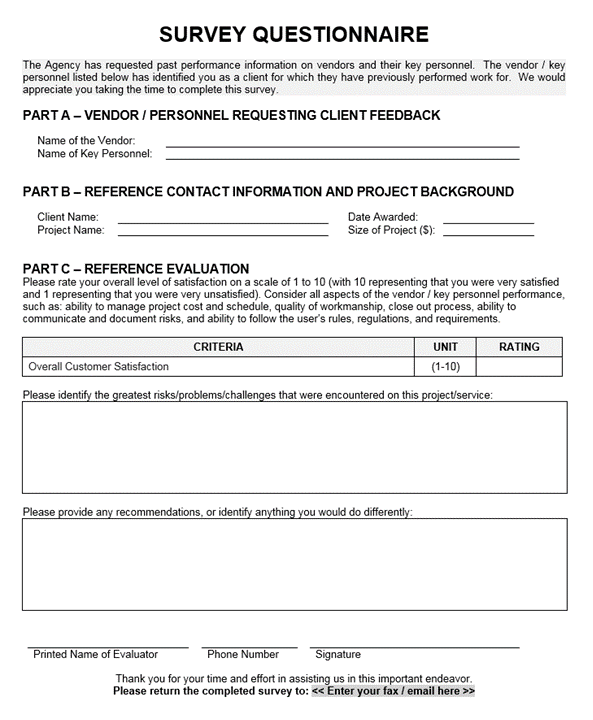 SURVEY QUESTIONNAIRE
The Agency has requested past performance information on vendors and their key personnel. The vendor / key
personnel listed below has identified you as a client for which they have previously performed work for. We would
appreciate you taking the time to complete this survey.
PART A – VENDOR / PERSONNEL REQUESTING CLIENT FEEDBACK
Name of the Vendor:
Name of Key Personnel:
PART B – REFERENCE CONTACT INFORMATION AND PROJECT BACKGROUND
Client Name: Date Awarded:
Project Name: Size of Project ($):
PART C – REFERENCE EVALUATION
Please rate your overall level of satisfaction on a scale of 1 to 10 (with 10 representing that you were very satisfied
and 1 representing that you were very unsatisfied). Consider all aspects of the vendor / key personnel performance,
such as: ability to manage project cost and schedule, quality of workmanship, close out process, ability to
communicate and document risks, and ability to follow the user's rules, regulations, and requirements.
CRITERIA UNIT RATING
Overall Customer Satisfaction (1-10)
Please identify the greatest risks/problems/challenges that were encountered on this project/service:
Please provide any recommendations, or identify anything you would do differently:
Printed Name of Evaluator Phone Number Signature
Thank you for your time and effort in assisting us in this important endeavor.
Please return the completed survey to: << Enter your fax / email here >>